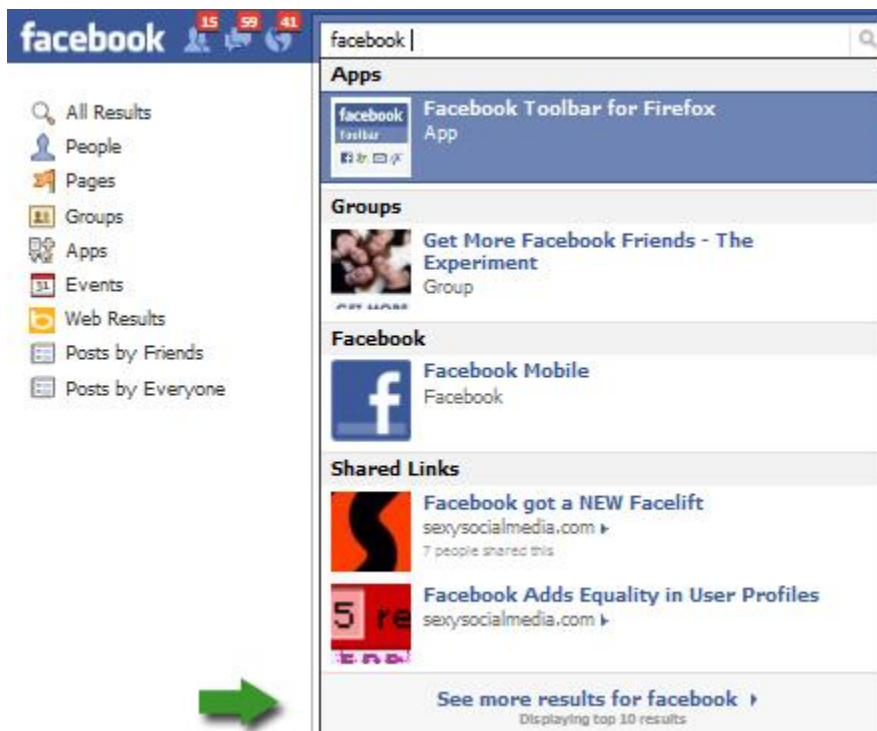 facebook
15 59 41
facebook
All Results
People
Pages
Groups
Apps
31 Events
Web Results
Posts by Friends
Posts by Everyone
Apps
facebook
Toolbar
Facebook Toolbar for Firefox
App
Groups
Get More Facebook Friends - The
Experiment
Group
Facebook
f
Facebook Mobile
Facebook
Shared Links
Facebook got a NEW Facelift
sexysocialmedia.com
7 people shared this
5 re
Facebook Adds Equality in User Profiles
sexysocialmedia.com
See more results for facebook
Displaying top 10 results